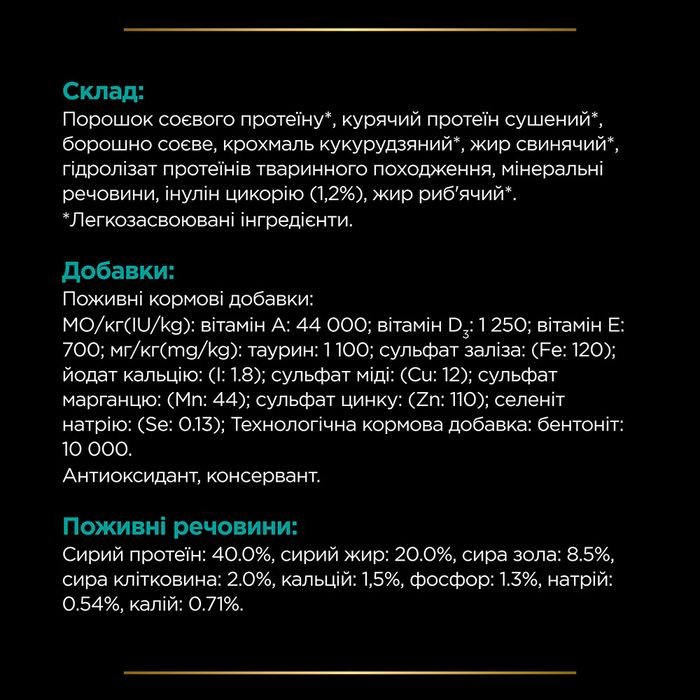 Склад:
Порошок соєвого протеїну*, курячий протеїн сушений*,
борошно соєве, крохмаль кукурудзяний*, жир свинячий*,
гідролізат протеїнів тваринного походження, мінеральні
речовини, інулін цикорію (1,2%), жир риб'ячий*.
*Легкозасвоювані інгредієнти.
Добавки:
Поживні кормові добавки:
МО/кг(IU/kg): вітамін A: 44 000; вітамін D₃: 1 250; вітамін E:
700; мг/кг(mg/kg): таурин: 1 100; сульфат заліза: (Fe: 120);
йодат кальцію: (I: 1.8); сульфат міді: (Cu: 12); сульфат
марганцю: (Mn: 44); сульфат цинку: (Zn: 110); селеніт
натрію: (Se: 0.13); Технологічна кормова добавка: бентоніт:
10 000.
Антиоксидант, консервант.
Поживні речовини:
Сирий протеїн: 40.0%, сирий жир: 20.0%, сира зола: 8.5%,
сира клітковина: 2.0%, кальцій: 1,5%, фосфор: 1.3%, натрій:
0.54%, калій: 0.71%.